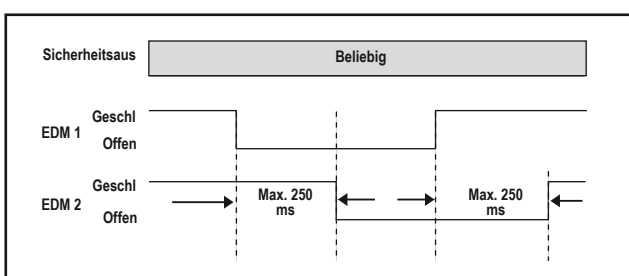 Sicherheitsaus
Beliebig
Geschl
EDM 1
Offen
Geschl
EDM 2
Offen
Max. 250
ms
Max. 250
ms